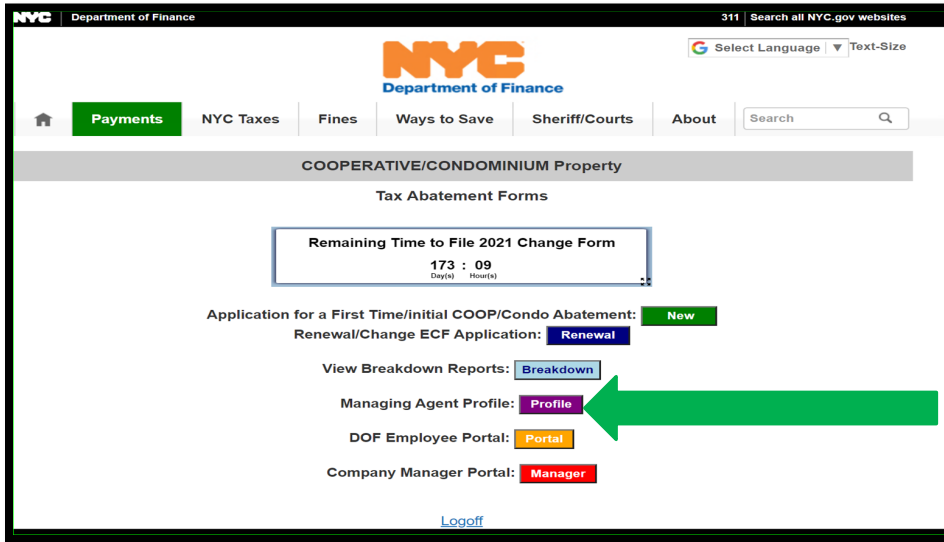 NYC Department of Finance 311 Search all NYC.gov websites
NYC
Department of Finance
Select Language ▼ Text-Size
Payments NYC Taxes Fines Ways to Save Sheriff/Courts About Search
COOPERATIVE/CONDOMINIUM Property
Tax Abatement Forms
Remaining Time to File 2021 Change Form
173 : 09
Day(s) Hour(s)
Application for a First Time/initial COOP/Condo Abatement: New
Renewal/Change ECF Application: Renewal
View Breakdown Reports: Breakdown
Managing Agent Profile: Profile
DOF Employee Portal: Portal
Company Manager Portal: Manager
Logoff